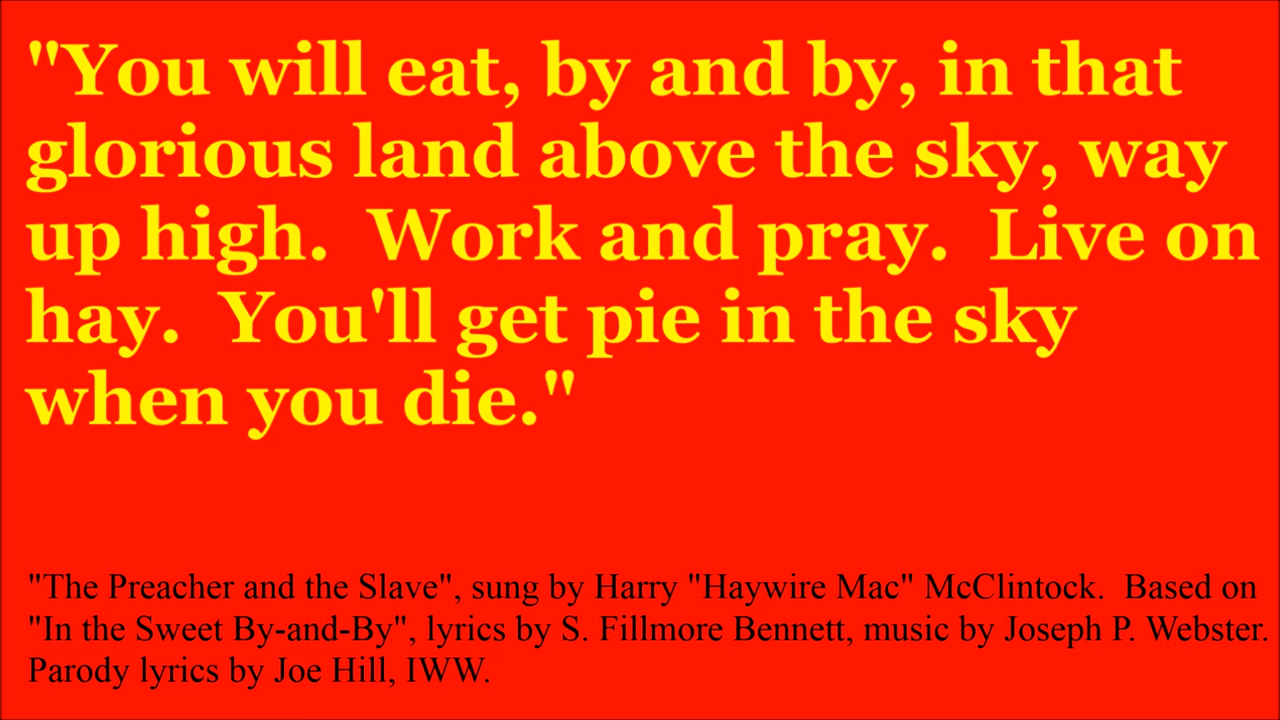 "You will eat, by and by, in that
glorious land above the sky, way
up high.  Work and pray.  Live on
hay.  You'll get pie in the sky
when you die."
"The Preacher and the Slave", sung by Harry "Haywire Mac" McClintock.  Based on
"In the Sweet By-and-By", lyrics by S. Fillmore Bennett, music by Joseph P. Webster.
Parody lyrics by Joe Hill, IWW.